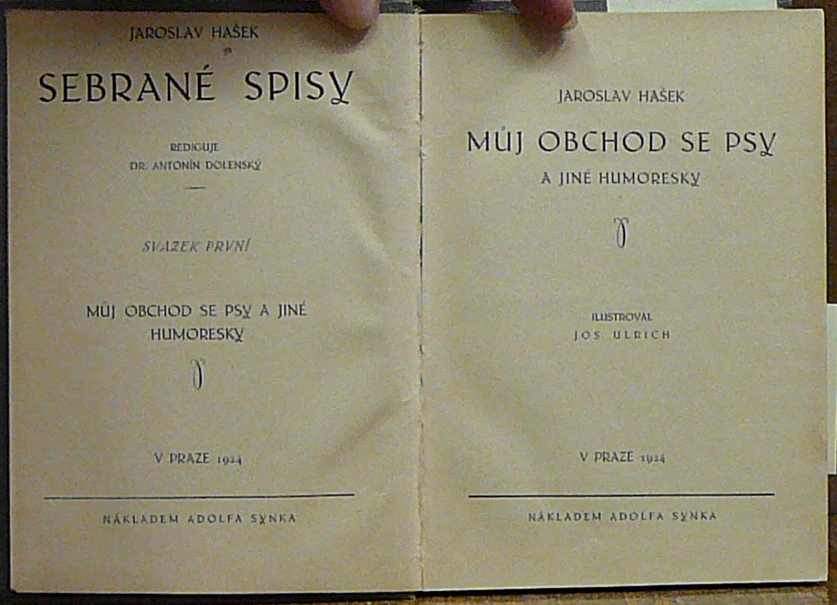 JAROSLAV HAŠEK
SEBRANÉ SPISY
REDIGUJE
DR. ANTONÍN DOLENSKÝ
SVAZEK PRVNÍ
MŮJ OBCHOD SE PSY A JINÉ
HUMORESKY
V PRAZE 1924
NÁKLADEM ADOLFA SYNKA
JAROSLAV HAŠEK
MŮJ OBCHOD SE PSY
A JINÉ HUMORESKY
ILUSTROVAL
JOS ULRICH
V PRAZE 1924
NÁKLADEM ADOLFA SYNKA